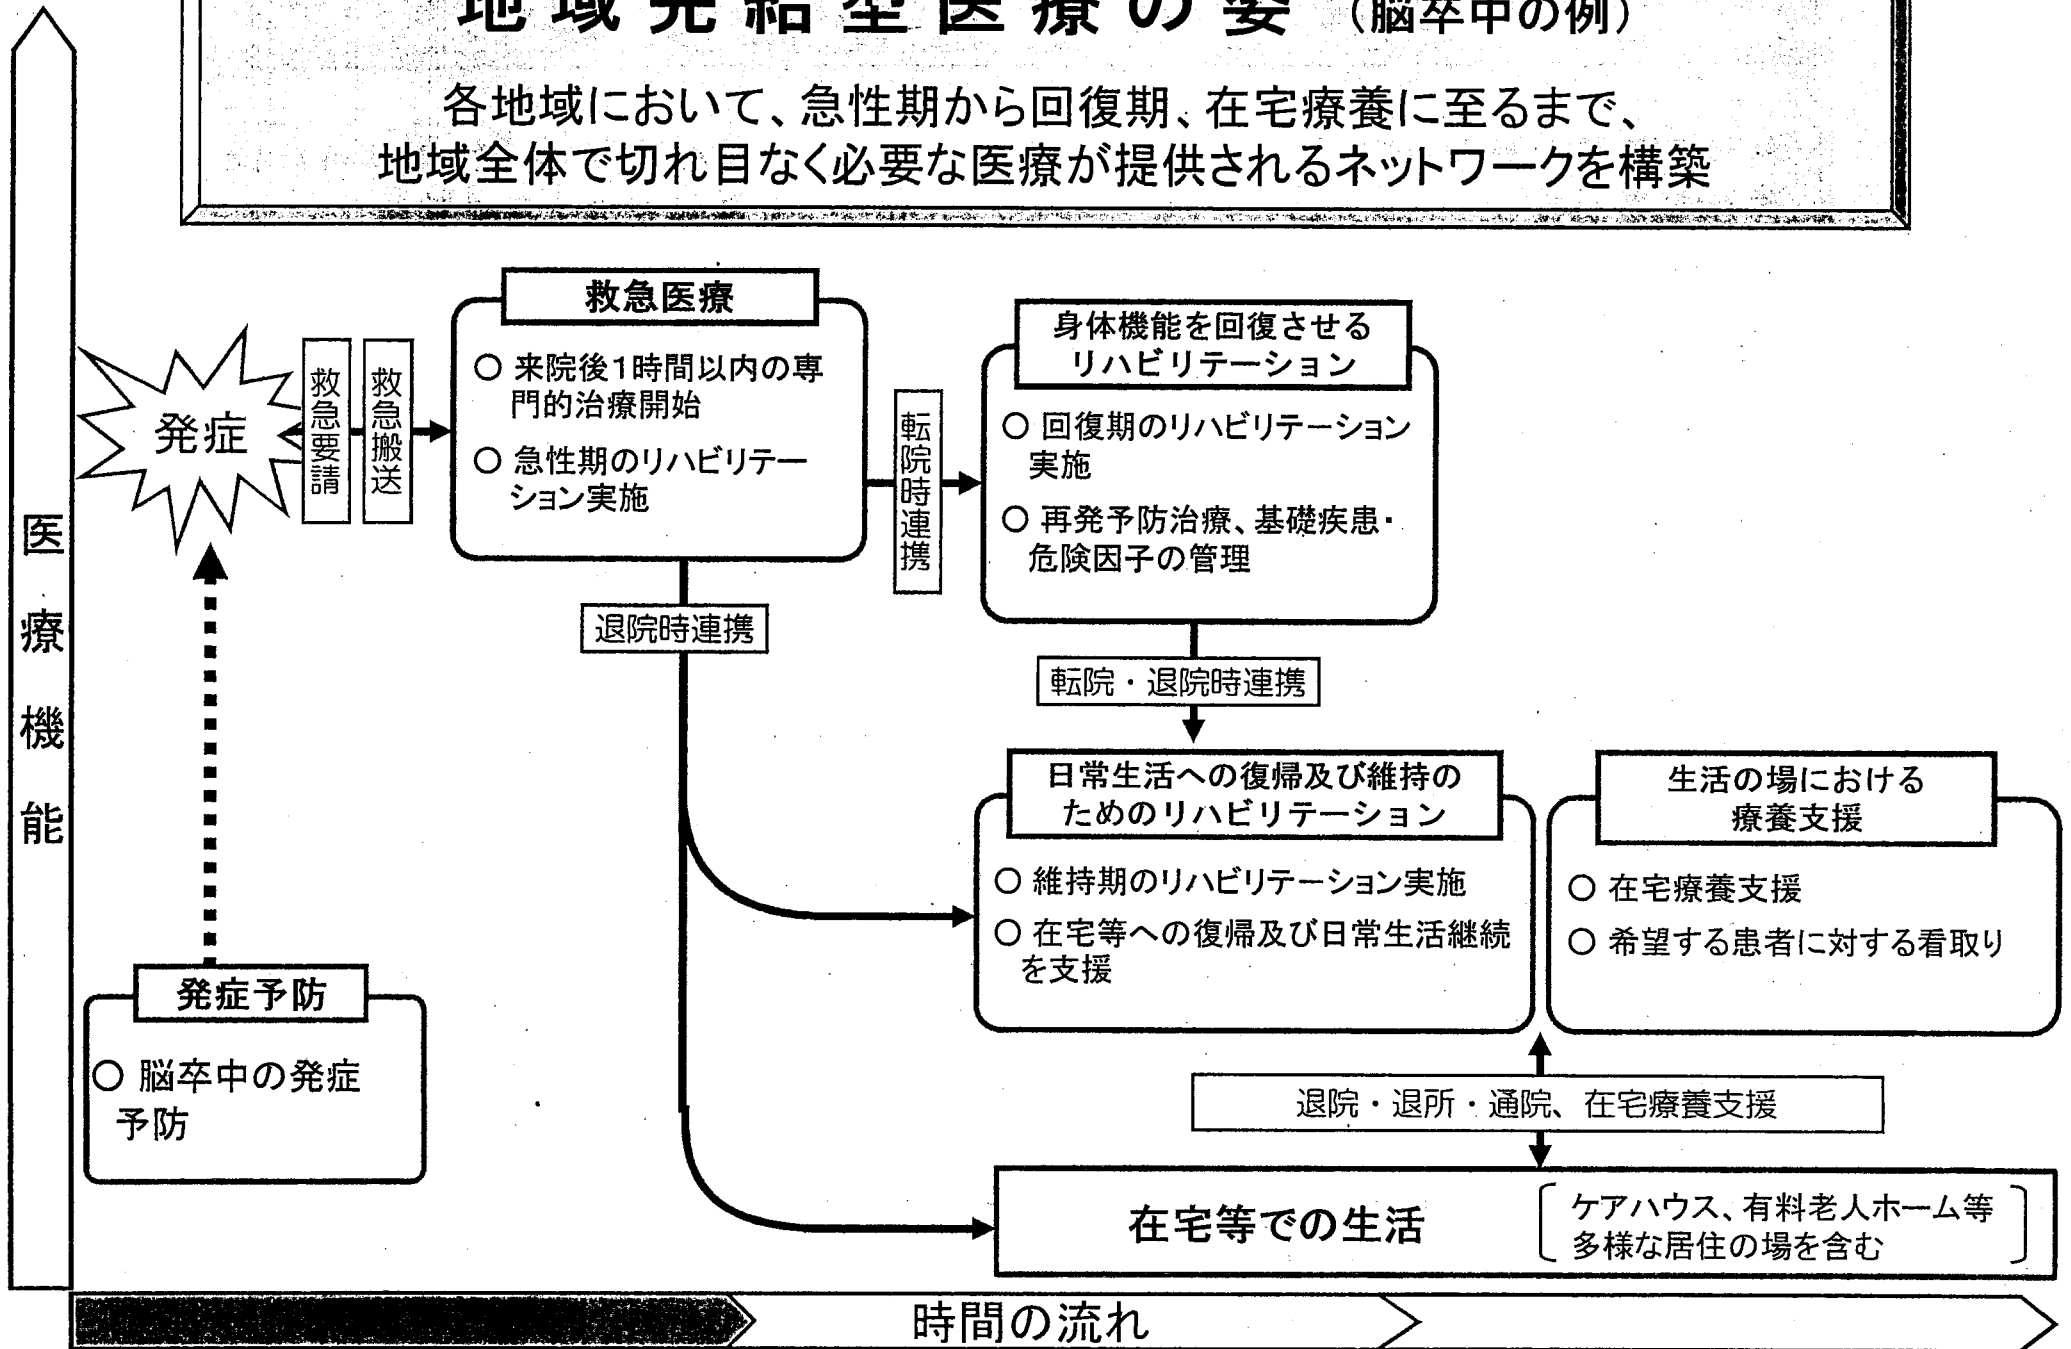 地域完結型医療の姿（脳卒中の例）
各地域において、急性期から回復期、在宅療養に至るまで、
地域全体で切れ目なく必要な医療が提供されるネットワークを構築
医療機能
発症
救急要請
救急搬送
救急医療
○ 来院後1時間以内の専
門的治療開始
○ 急性期のリハビリテー
ション実施
転院時連携
身体機能を回復させる
リハビリテーション
○ 回復期のリハビリテーション
実施
○ 再発予防治療、基礎疾患・
危険因子の管理
退院時連携
転院・退院時連携
日常生活への復帰及び維持の
ためのリハビリテーション
○ 維持期のリハビリテーション実施
○ 在宅等への復帰及び日常生活継続
を支援
生活の場における
療養支援
○ 在宅療養支援
○ 希望する患者に対する看取り
発症予防
○ 脳卒中の発症
予防
退院・退所・通院、在宅療養支援
在宅等での生活
ケアハウス、有料老人ホーム等
多様な居住の場を含む
時間の流れ